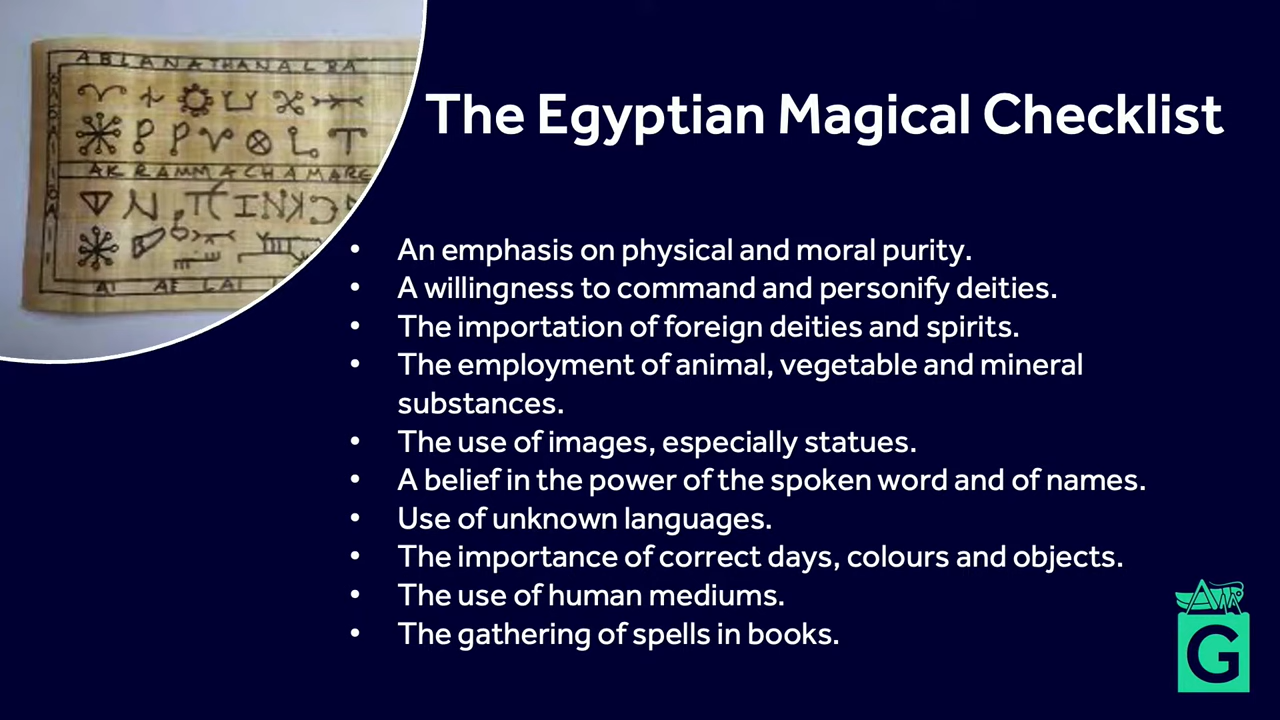 ABLANATHANALBA
AKRAMMACHAMARE
The Egyptian Magical Checklist
• An emphasis on physical and moral purity.
• A willingness to command and personify deities.
• The importation of foreign deities and spirits.
• The employment of animal, vegetable and mineral
substances.
• The use of images, especially statues.
• A belief in the power of the spoken word and of names.
• Use of unknown languages.
• The importance of correct days, colours and objects.
• The use of human mediums.
• The gathering of spells in books.
G